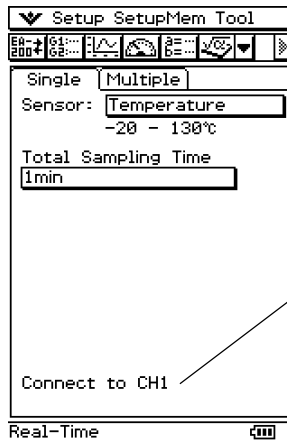 Setup SetupMem Tool
Single Multiple
Sensor: Temperature
-20 - 130℃
Total Sampling Time
1min
Connect to CH1
Real-Time